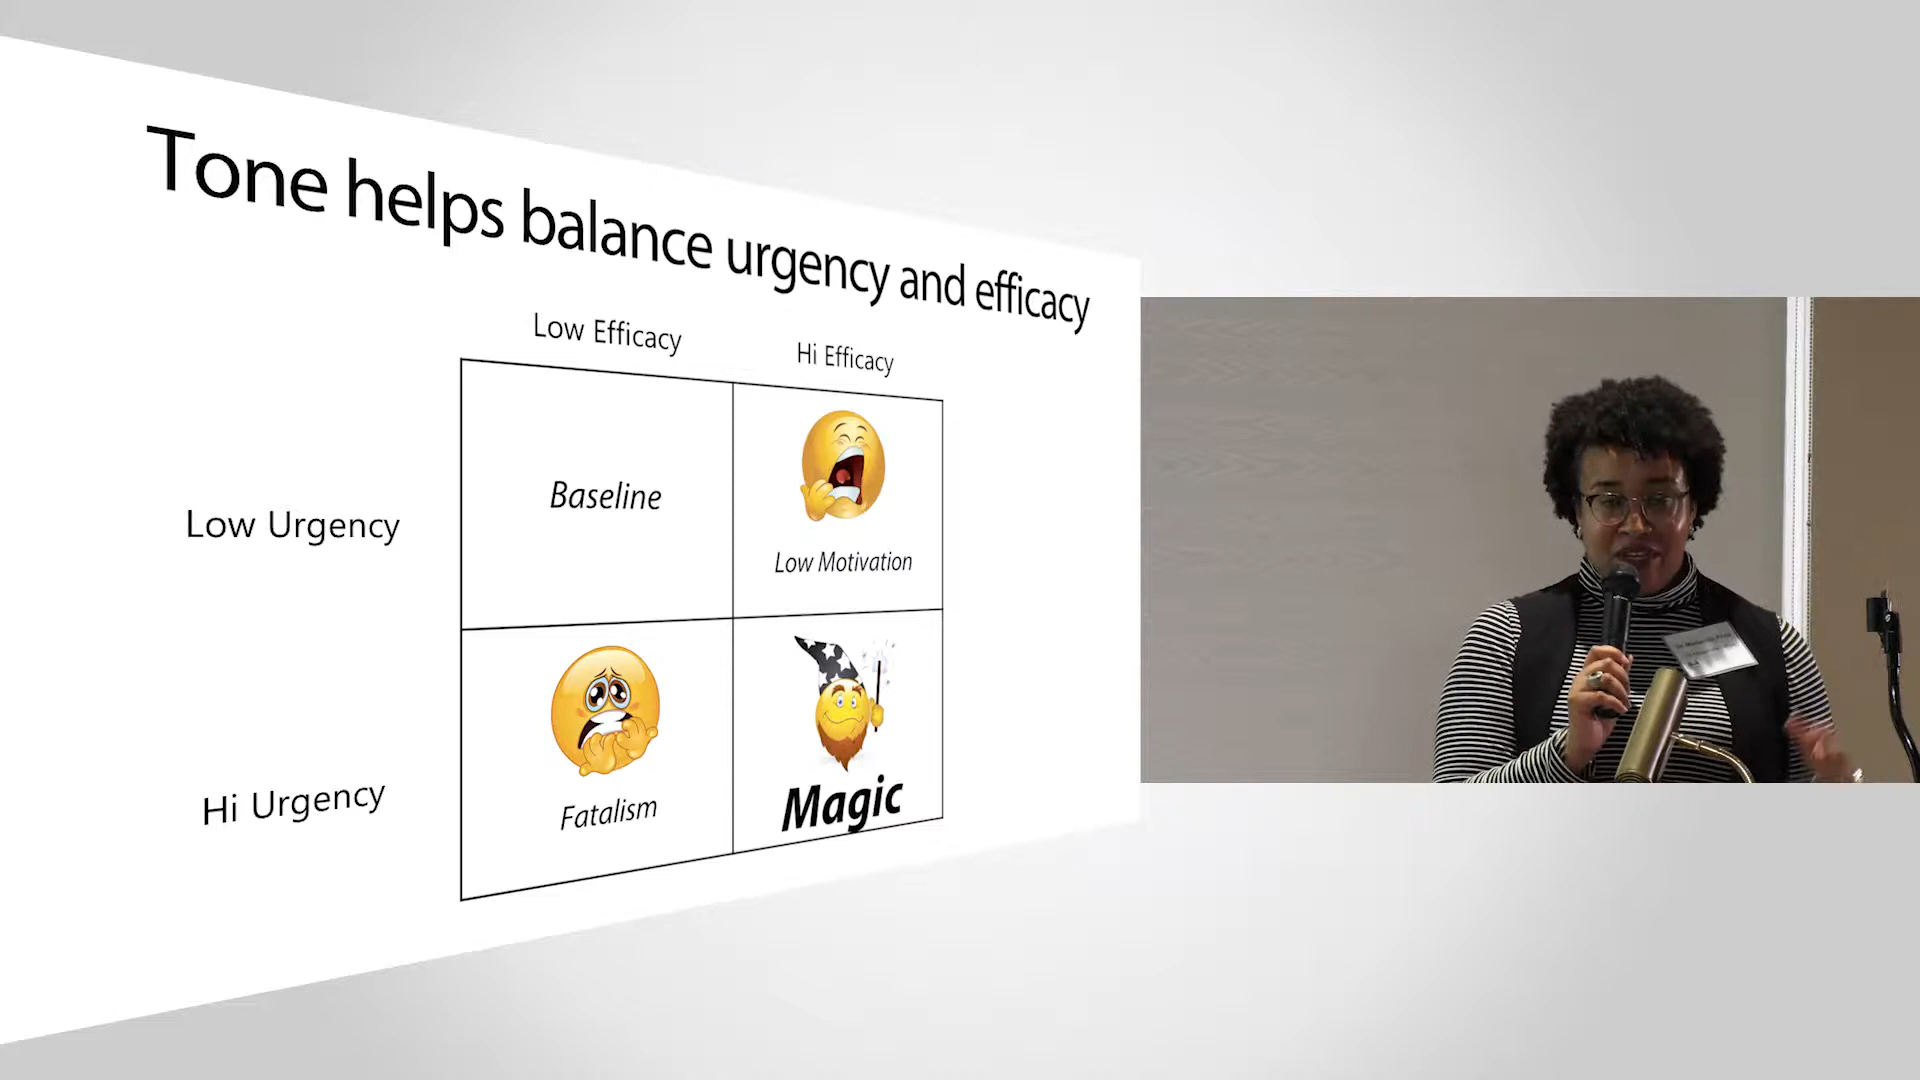 Tone helps balance urgency and efficacy
Low Efficacy
Hi Efficacy
Low Urgency
Baseline
Low Motivation
Hi Urgency
Fatalism
Magic